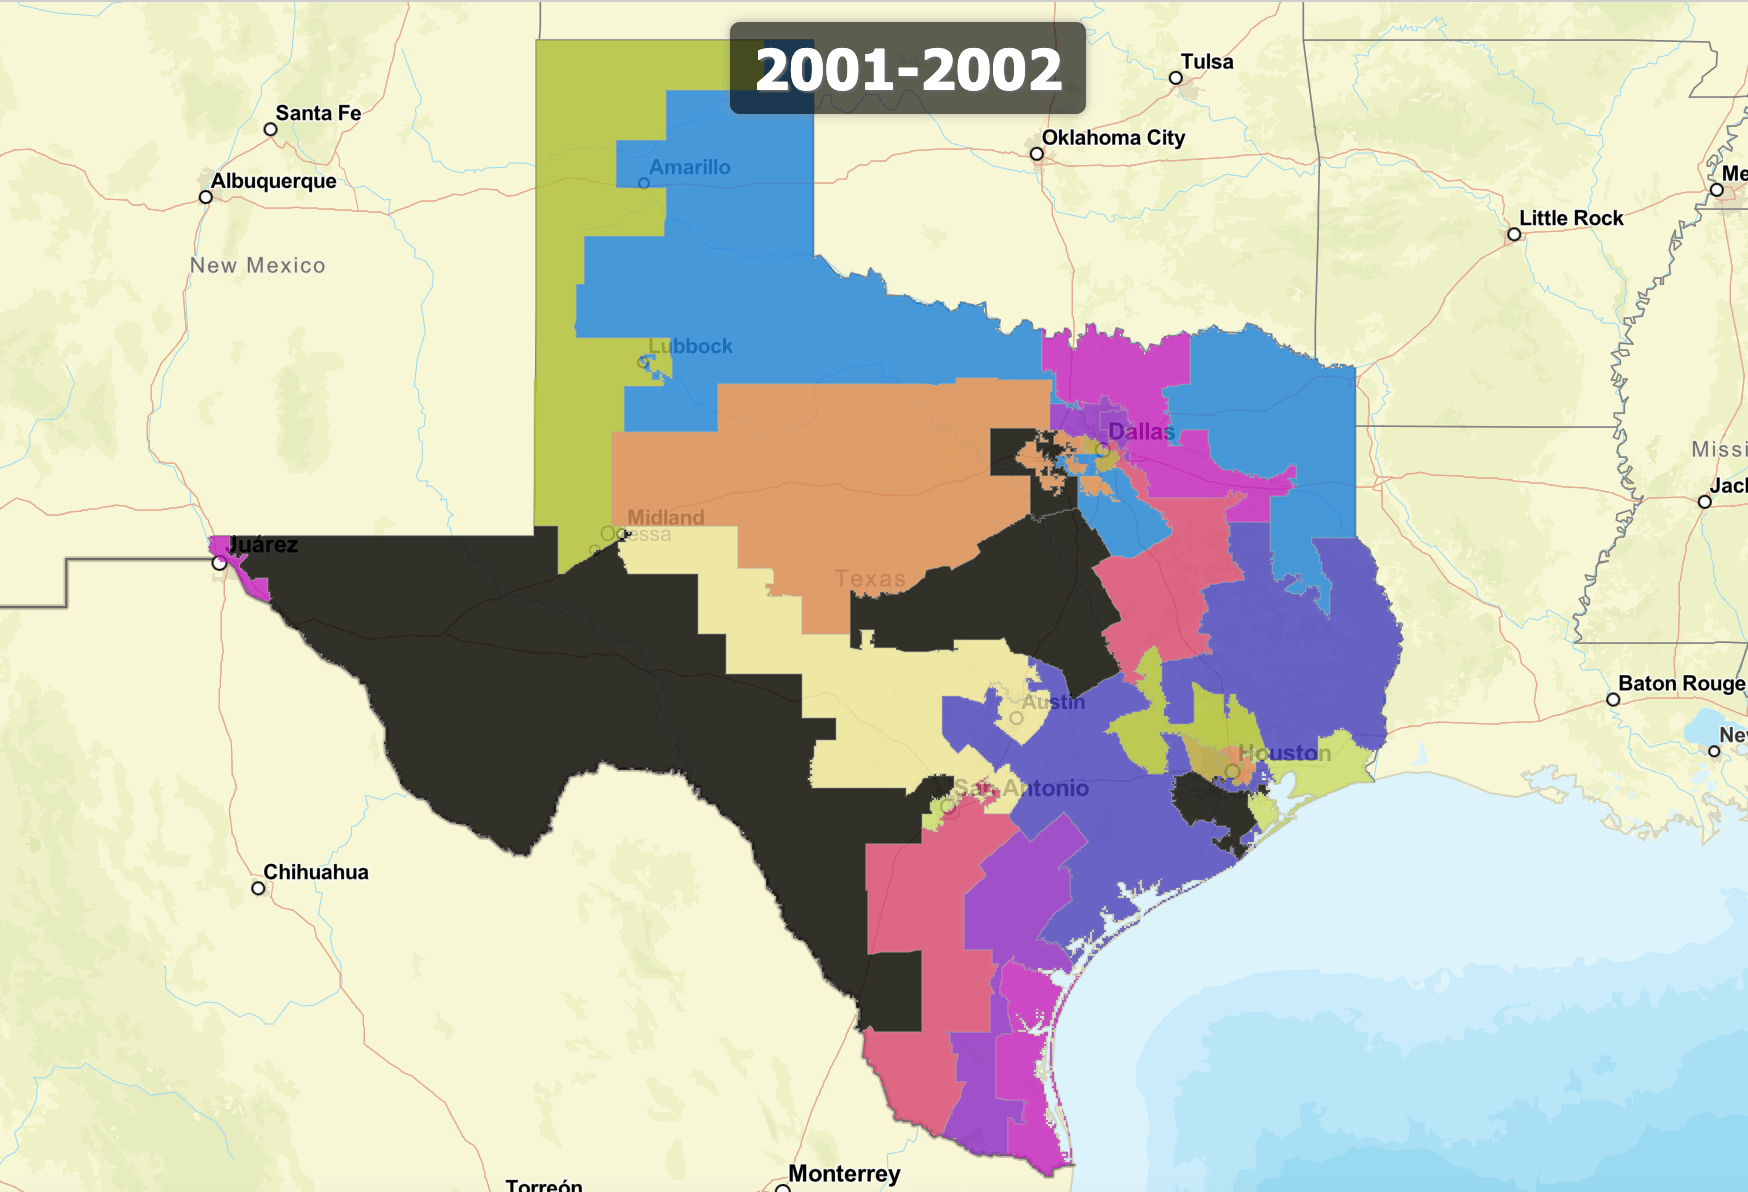 2001-2002
Tulsa
Santa Fe
Oklahoma City
Amarillo
Me
Albuquerque
Little Rock
New Mexico
Lubbock
Dallas
Missi
Jacl
Midland
Odessa
Juárez
Texas
Baton Rouge
Austin
Nev
Houston
San Antonio
Chihuahua
Monterrey
Torreón